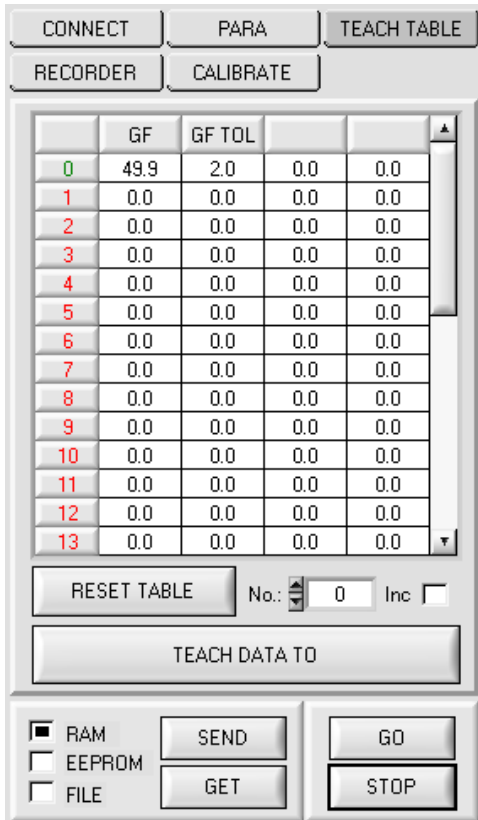 CONNECT PARA TEACH TABLE
RECORDER CALIBRATE
GF GF TOL
0 49.9 2.0 0.0 0.0
1 0.0 0.0 0.0 0.0
2 0.0 0.0 0.0 0.0
3 0.0 0.0 0.0 0.0
4 0.0 0.0 0.0 0.0
5 0.0 0.0 0.0 0.0
6 0.0 0.0 0.0 0.0
7 0.0 0.0 0.0 0.0
8 0.0 0.0 0.0 0.0
9 0.0 0.0 0.0 0.0
10 0.0 0.0 0.0 0.0
11 0.0 0.0 0.0 0.0
12 0.0 0.0 0.0 0.0
13 0.0 0.0 0.0 0.0
RESET TABLE No.: 0 Inc
TEACH DATA TO
RAM SEND GO
EEPROM
FILE GET STOP